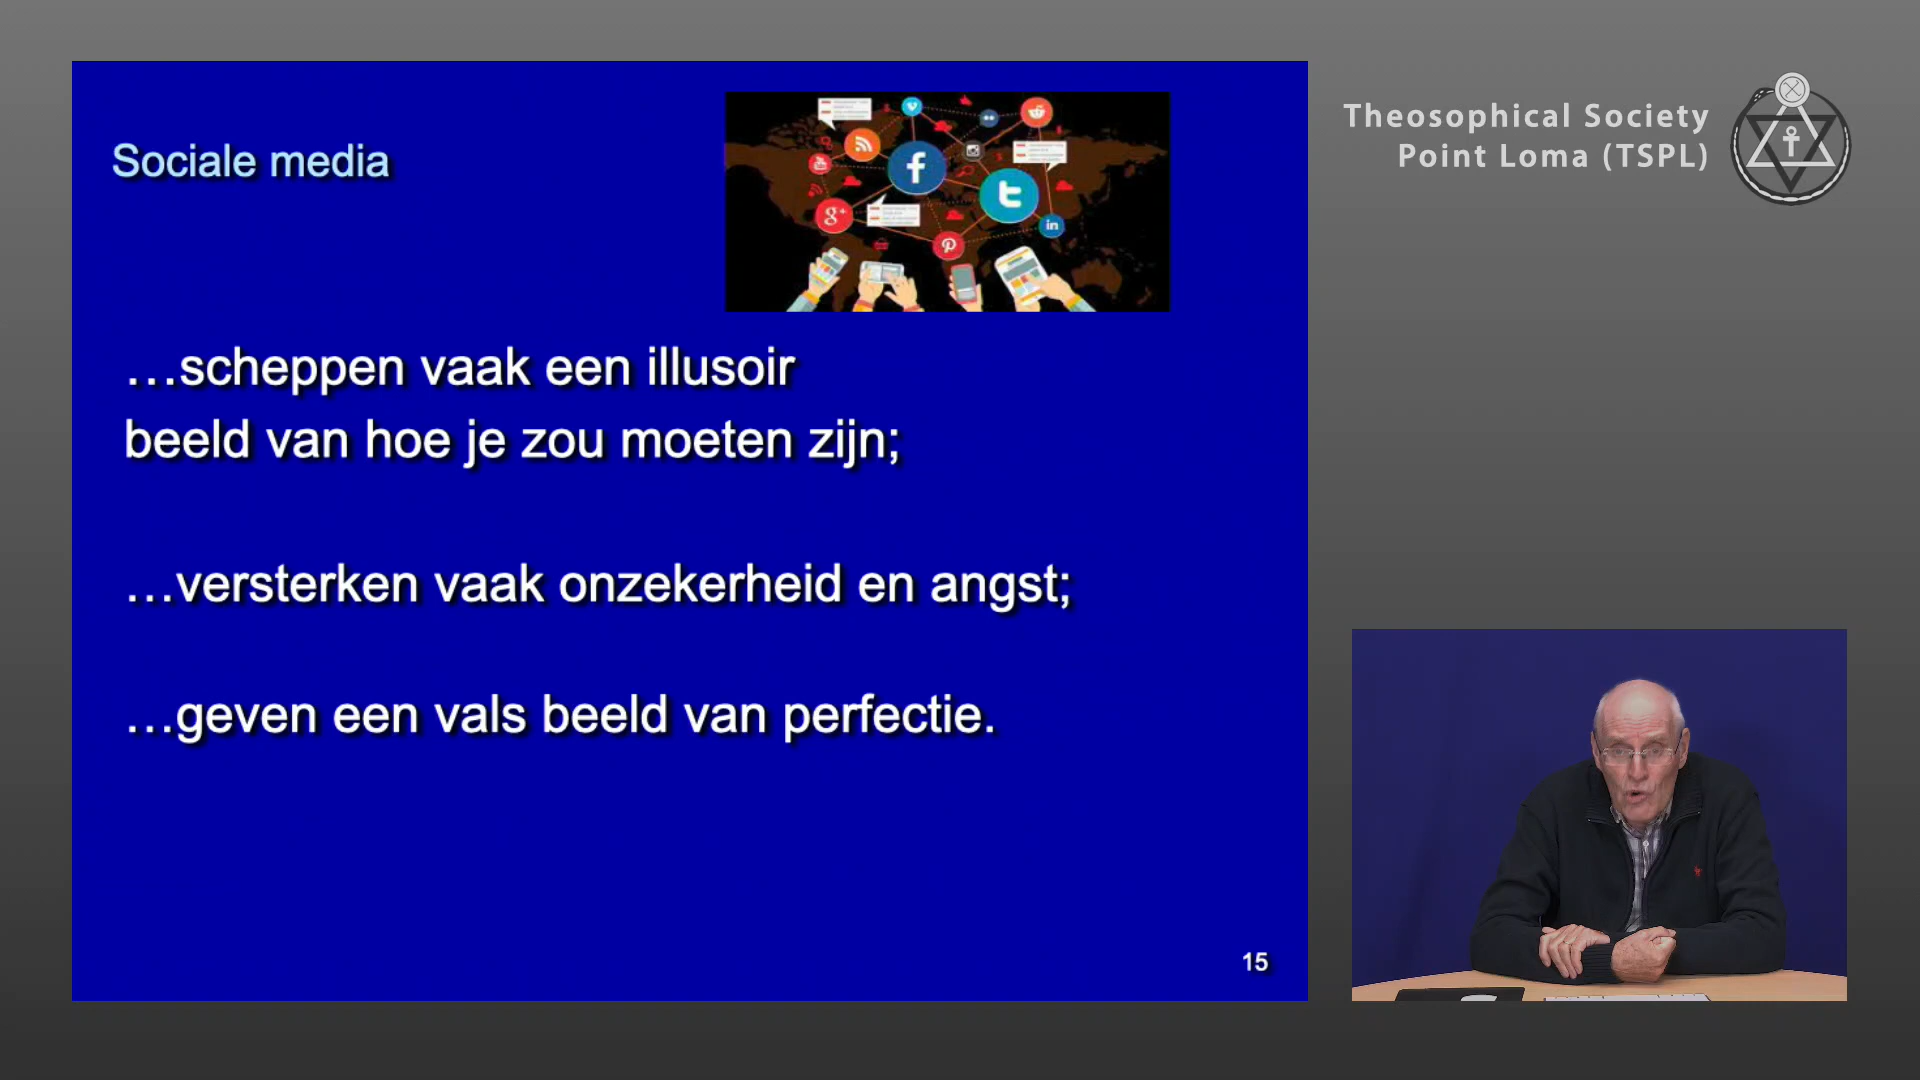 Sociale media
f
t
g+
in
…scheppen vaak een illusoir
beeld van hoe je zou moeten zijn;
…versterken vaak onzekerheid en angst;
…geven een vals beeld van perfectie.
15
Theosophical Society
Point Loma (TSPL)